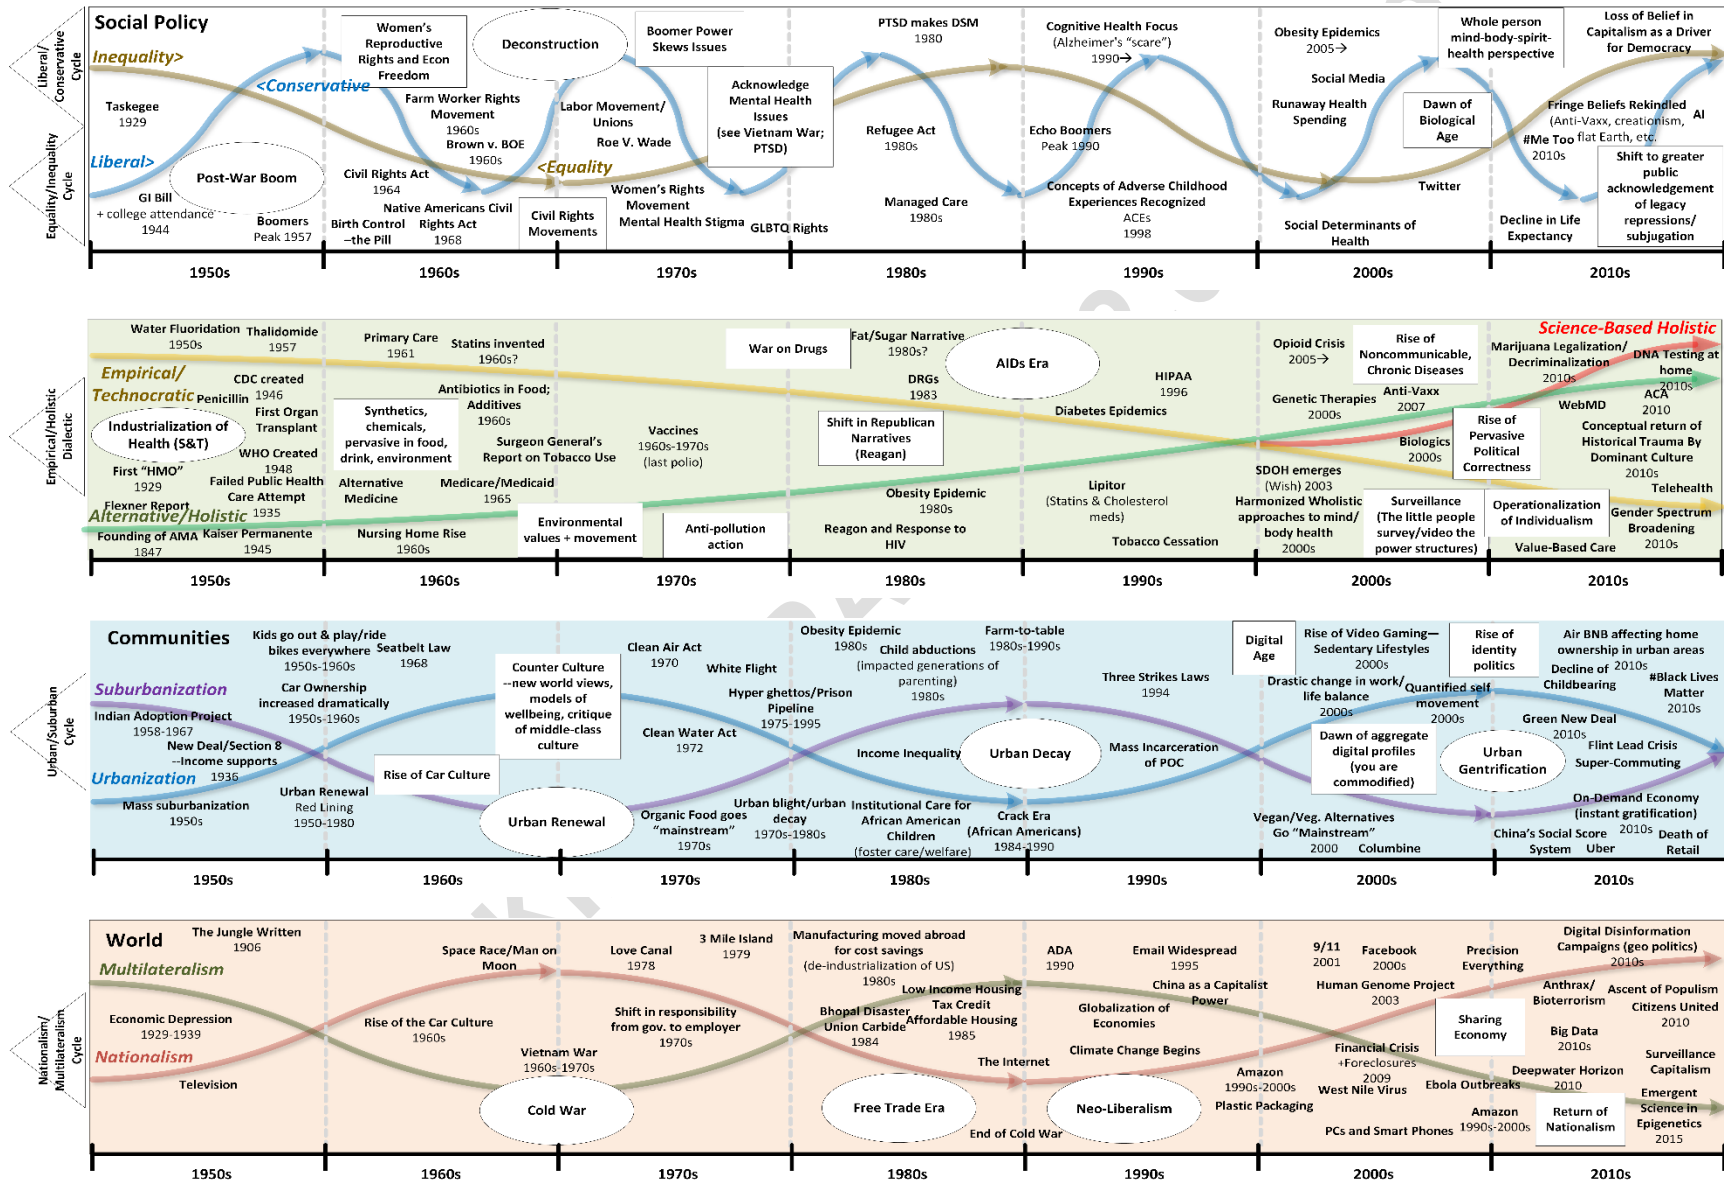 Social Policy
Liberal/
Conservative
Cycle
Equality/Inequality
Cycle
Inequality>
<Conservative
Liberal>
<Equality
Taskegee
1929
Post-War Boom
GI Bill
+ college attendance
1944
Boomers
Peak 1957
Women's
Reproductive
Rights and Econ
Freedom
Farm Worker Rights
Movement
1960s
Brown v. BOE
1960s
Civil Rights Act
1964
Native Americans Civil
Rights Act
1968
Birth Control
–the Pill
Deconstruction
Labor Movement/
Unions
Roe V. Wade
Civil Rights
Movements
Women's Rights
Movement
Mental Health Stigma
Boomer Power
Skews Issues
Acknowledge
Mental Health
Issues
(see Vietnam War;
PTSD)
GLBTQ Rights
PTSD makes DSM
1980
Refugee Act
1980s
Managed Care
1980s
Cognitive Health Focus
(Alzheimer's "scare")
1990→
Echo Boomers
Peak 1990
Concepts of Adverse Childhood
Experiences Recognized
ACEs
1998
Obesity Epidemics
2005→
Social Media
Runaway Health
Spending
Social Determinants of
Health
Whole person
mind-body-spirit-
health perspective
Dawn of
Biological
Age
Twitter
Loss of Belief in
Capitalism as a Driver
for Democracy
Fringe Beliefs Rekindled
(Anti-Vaxx, creationism,
flat Earth, etc.
AI
#Me Too
2010s
Decline in Life
Expectancy
Shift to greater
public
acknowledgement
of legacy
repressions/
subjugation
1950s
1960s
1970s
1980s
1990s
2000s
2010s
Empirical/Holistic
Dialectic
Empirical/
Technocratic
Alternative/Holistic
Science-Based Holistic
Water Fluoridation
1950s
Thalidomide
1957
CDC created
1946
Penicillin
First Organ
Transplant
Industrialization of
Health (S&T)
WHO Created
1948
First "HMO"
1929
Failed Public Health
Care Attempt
1935
Flexner Report
Founding of AMA
1847
Kaiser Permanente
1945
Primary Care
1961
Statins invented
1960s?
Antibiotics in Food;
Additives
1960s
Synthetics,
chemicals,
pervasive in food,
drink, environment
Surgeon General's
Report on Tobacco Use
Alternative
Medicine
Medicare/Medicaid
1965
Nursing Home Rise
1960s
Environmental
values + movement
Vaccines
1960s-1970s
(last polio)
Anti-pollution
action
War on Drugs
Fat/Sugar Narrative
1980s?
DRGs
1983
Shift in Republican
Narratives
(Reagan)
Obesity Epidemic
1980s
Reagon and Response to
HIV
AIDs Era
HIPAA
1996
Diabetes Epidemics
Lipitor
(Statins & Cholesterol
meds)
Tobacco Cessation
Opioid Crisis
2005→
Rise of
Noncommunicable,
Chronic Diseases
Genetic Therapies
2000s
Anti-Vaxx
2007
Biologics
2000s
SDOH emerges
(Wish) 2003
Harmonized Wholistic
approaches to mind/
body health
2000s
Surveillance
(The little people
survey/video the
power structures)
Rise of
Pervasive
Political
Correctness
Operationalization
of Individualism
Marijuana Legalization/
Decriminalization
2010s
DNA Testing at
home
2010s
WebMD
ACA
2010
Conceptual return of
Historical Trauma By
Dominant Culture
2010s
Telehealth
Gender Spectrum
Broadening
2010s
Value-Based Care
1950s
1960s
1970s
1980s
1990s
2000s
2010s
Communities
Urban/Suburban
Cycle
Suburbanization
Urbanization
Kids go out & play/ride
bikes everywhere
1950s-1960s
Seatbelt Law
1968
Car Ownership
increased dramatically
1950s-1960s
Indian Adoption Project
1958-1967
New Deal/Section 8
--Income supports
1936
Mass suburbanization
1950s
Urban Renewal
Red Lining
1950-1980
Rise of Car Culture
Counter Culture
--new world views,
models of
wellbeing, critique
of middle-class
culture
Urban Renewal
Clean Air Act
1970
White Flight
Hyper ghettos/Prison
Pipeline
1975-1995
Clean Water Act
1972
Organic Food goes
"mainstream"
1970s
Urban blight/urban
decay
1970s-1980s
Obesity Epidemic
1980s
Child abductions
(impacted generations of
parenting)
1980s
Income Inequality
Institutional Care for
African American
Children
(foster care/welfare)
Farm-to-table
1980s-1990s
Urban Decay
Crack Era
(African Americans)
1984-1990
Three Strikes Laws
1994
Mass Incarceration
of POC
Digital
Age
Rise of Video Gaming—
Sedentary Lifestyles
2000s
Drastic change in work/
life balance
2000s
Quantified self
movement
2000s
Dawn of aggregate
digital profiles
(you are
commodified)
Vegan/Veg. Alternatives
Go "Mainstream"
2000
Columbine
Rise of
identity
politics
Urban
Gentrification
Air BNB affecting home
ownership in urban areas
2010s
Decline of
Childbearing
#Black Lives
Matter
2010s
Green New Deal
2010s
Flint Lead Crisis
Super-Commuting
On-Demand Economy
(instant gratification)
2010s
China's Social Score
System
Uber
Death of
Retail
1950s
1960s
1970s
1980s
1990s
2000s
2010s
World
Nationalism/
Multilateralism
Cycle
Multilateralism
Nationalism
The Jungle Written
1906
Economic Depression
1929-1939
Television
Space Race/Man on
Moon
Rise of the Car Culture
1960s
Vietnam War
1960s-1970s
Cold War
Love Canal
1978
3 Mile Island
1979
Shift in responsibility
from gov. to employer
1970s
Manufacturing moved abroad
for cost savings
(de-industrialization of US)
1980s
Low Income Housing
Tax Credit
Affordable Housing
1985
Bhopal Disaster
Union Carbide
1984
The Internet
Free Trade Era
End of Cold War
ADA
1990
Email Widespread
1995
China as a Capitalist
Power
Globalization of
Economies
Climate Change Begins
Neo-Liberalism
Amazon
1990s-2000s
Plastic Packaging
9/11
2001
Facebook
2000s
Human Genome Project
2003
Financial Crisis
+Foreclosures
2009
West Nile Virus
Ebola Outbreaks
PCs and Smart Phones
Precision
Everything
Sharing
Economy
Amazon
1990s-2000s
Digital Disinformation
Campaigns (geo politics)
2010s
Anthrax/
Bioterrorism
Ascent of Populism
Citizens United
2010
Big Data
2010s
Deepwater Horizon
2010
Surveillance
Capitalism
Return of
Nationalism
Emergent
Science in
Epigenetics
2015
1950s
1960s
1970s
1980s
1990s
2000s
2010s